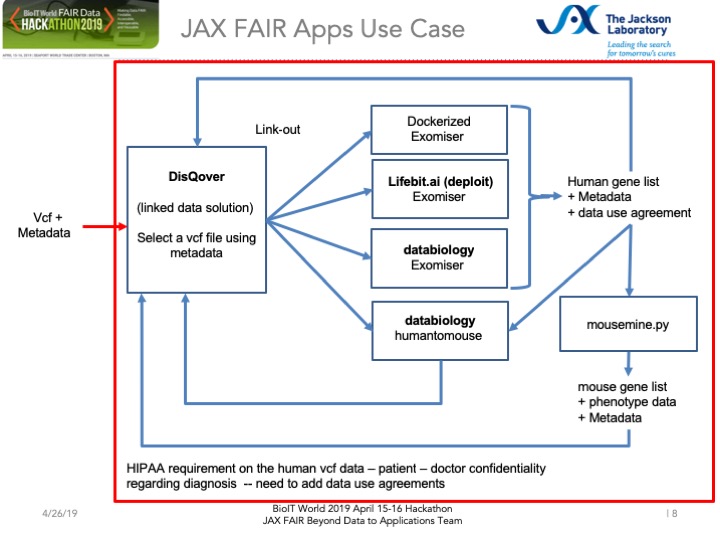 BioIT World FAIR Data
HACKATHON2019
JAX FAIR Apps Use Case
JAX
The Jackson
Laboratory
Leading the search
for tomorrow's cures
Link-out
Dockerized
Exomiser
DisQover
(linked data solution)
Select a vcf file using
metadata
Lifebit.ai (deploit)
Exomiser
Human gene list
+ Metadata
+ data use agreement
Vcf +
Metadata
databiology
Exomiser
databiology
humantomouse
mousemine.py
mouse gene list
+ phenotype data
+ Metadata
HIPAA requirement on the human vcf data – patient – doctor confidentiality
regarding diagnosis -- need to add data use agreements
4/26/19
BioIT World 2019 April 15-16 Hackathon
JAX FAIR Beyond Data to Applications Team
| 8